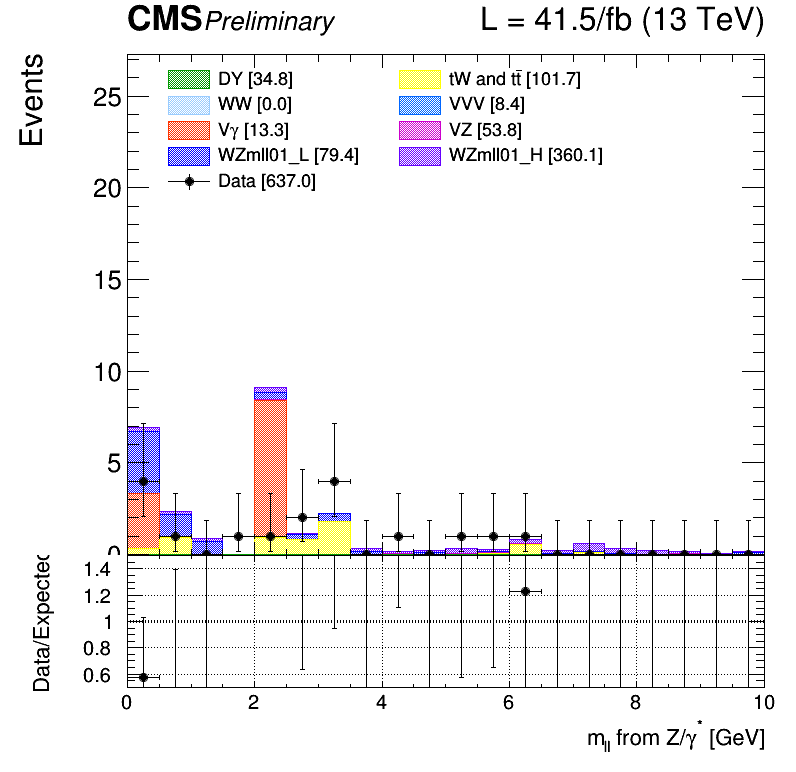 CMS Preliminary L = 41.5/fb (13 TeV)
Events
DY [34.8] tW and tt̄ [101.7]
WW [0.0] VVV [8.4]
Vγ [13.3] VZ [53.8]
WZmll01_L [79.4] WZmll01_H [360.1]
Data [637.0]
25
20
15
10
5
0
Data/Expected
1.4
1.2
1
0.8
0.6
0 2 4 6 8 10
m_ll from Z/γ* [GeV]